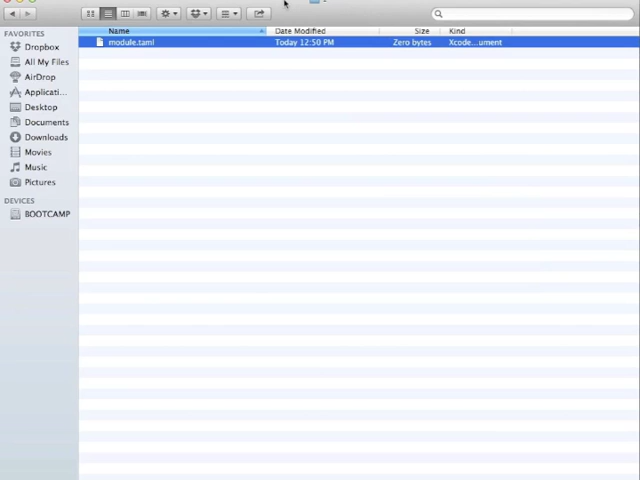 Name Date Modified Size Kind
module.taml Today 12:50 PM Zero bytes Xcode...ument
FAVORITES
Dropbox
All My Files
AirDrop
Applicati...
Desktop
Documents
Downloads
Movies
Music
Pictures
DEVICES
BOOTCAMP